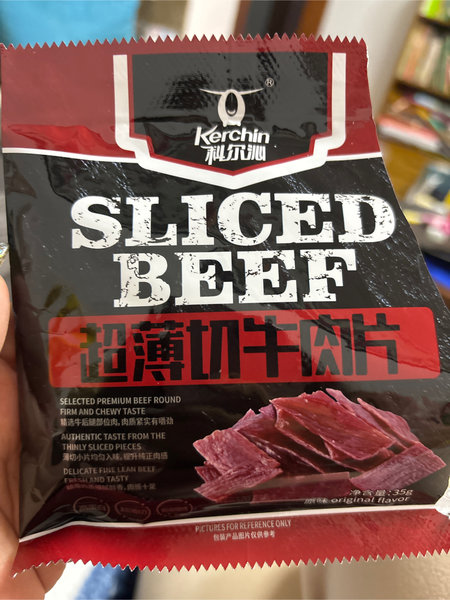 ®
Kerchin
科尔沁
SLICED
BEEF
超薄切牛肉片
SELECTED PREMIUM BEEF ROUND
FIRM AND CHEWY TASTE
精选牛后腿部位肉，肉质紧实有嚼劲
AUTHENTIC TASTE FROM THE
THINLY SLICED PIECES
薄切小片均匀入味，提升纯正肉感
DELICATE FINE LEAN BEEF
FRESH AND TASTY
净含量:35g
原味 original flavor
PICTURES FOR REFERENCE ONLY
包装产品图片仅供参考